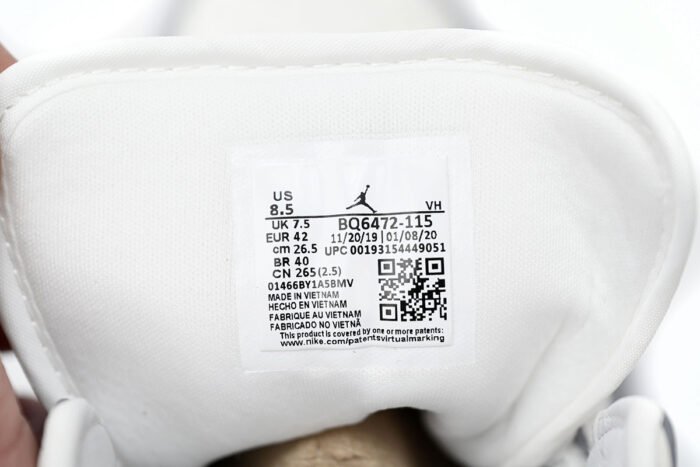 US
8.5
VH
UK 7.5 BQ6472-115
EUR 42 11/20/19 | 01/08/20
cm 26.5 UPC 00193154449051
BR 40
CN 265(2.5)
01466BY1A5BMV
MADE IN VIETNAM
HECHO EN VIETNAM
FABRIQUE AU VIETNAM
FABRICADO NO VIETNÃ
This product is covered by one or more patents:
www.nike.com/patentsvirtualmarking